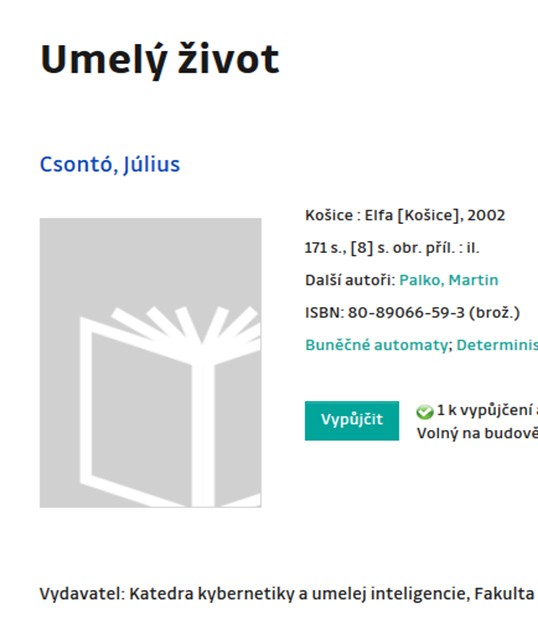 Umelý život
Csontó, Július
Košice : Elfa [Košice], 2002
171 s., [8] s. obr. příl. : il.
Další autoři: Palko, Martin
ISBN: 80-89066-59-3 (brož.)
Buněčné automaty; Determinis
Vypůjčit
1 k vypůjčení
Volný na budově
Vydavatel: Katedra kybernetiky a umelej inteligencie, Fakulta